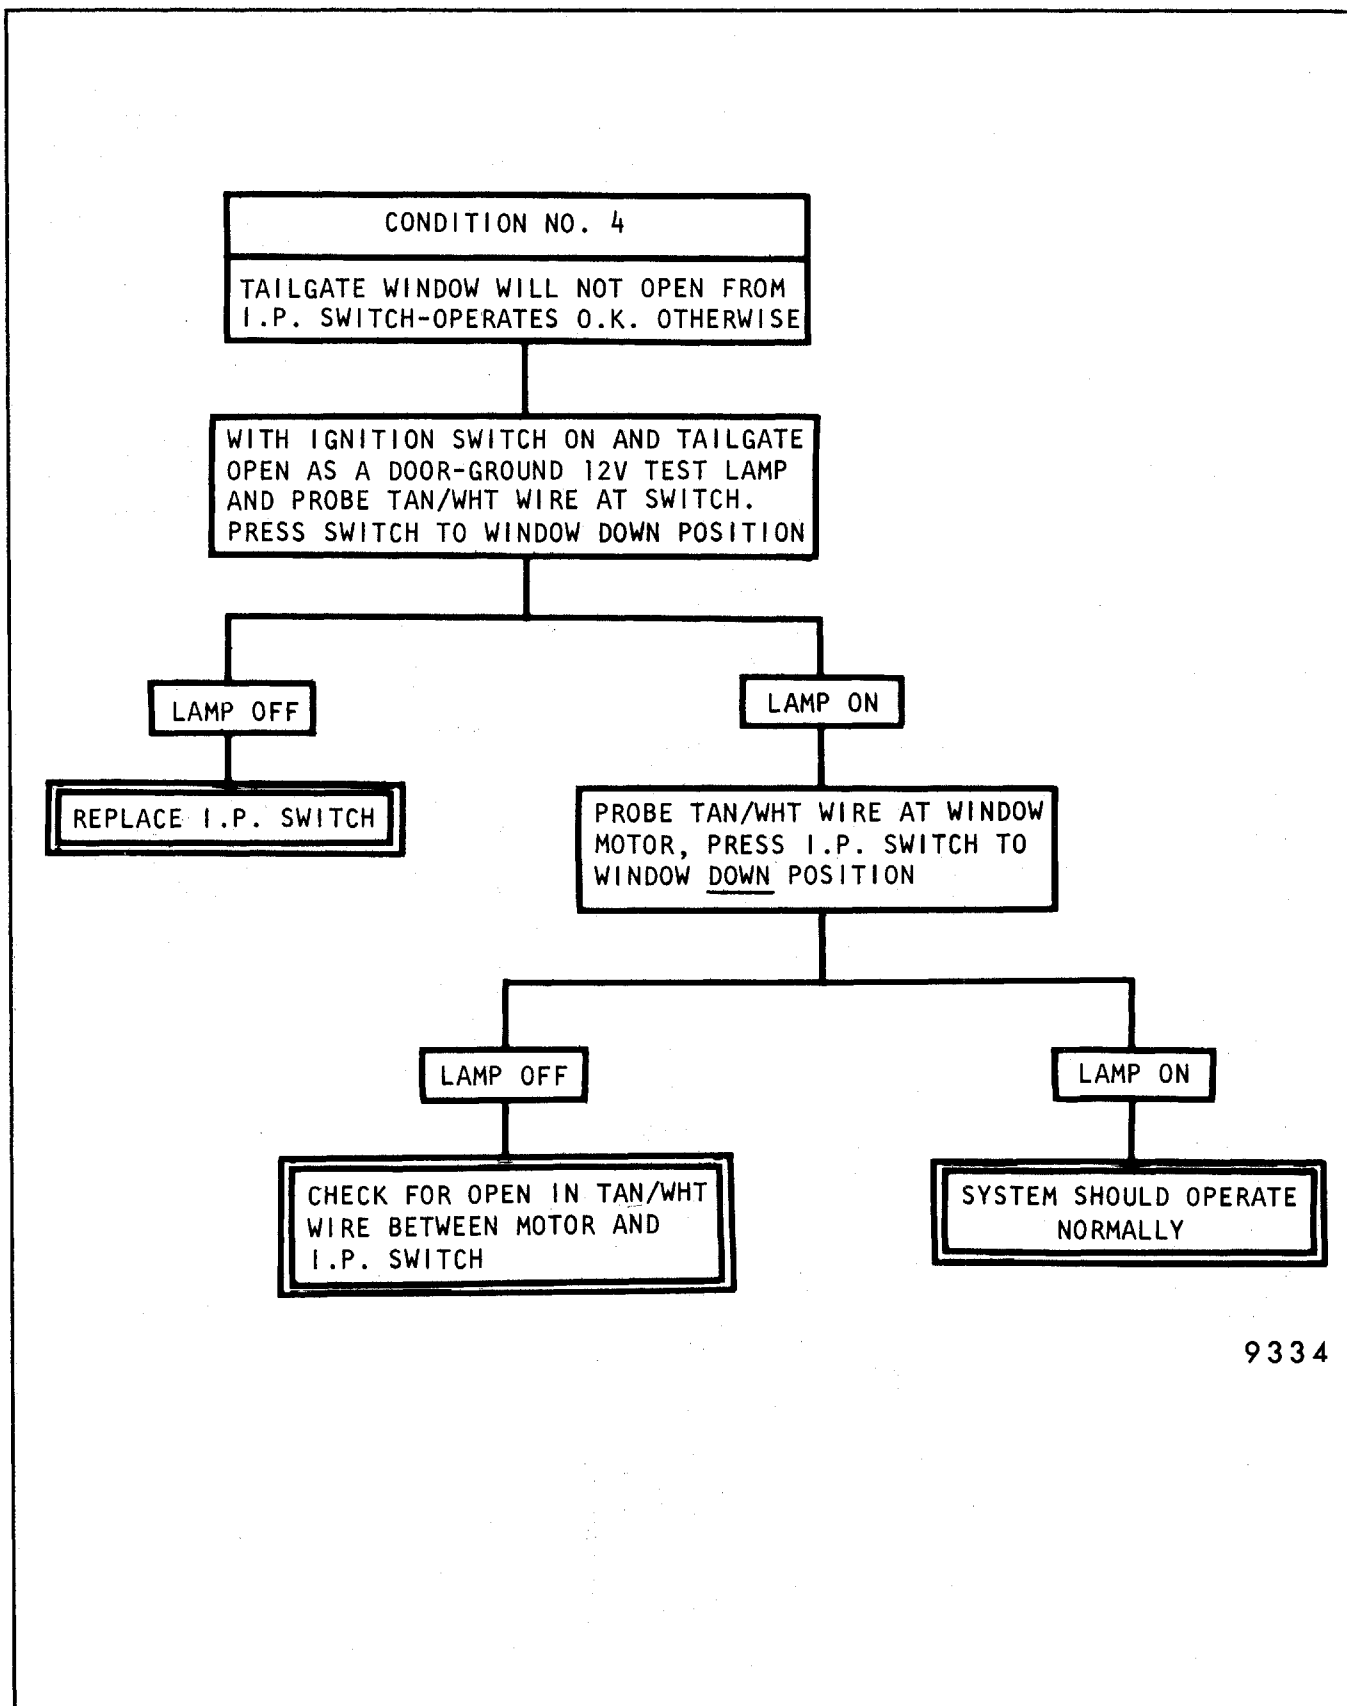 CONDITION NO. 4
TAILGATE WINDOW WILL NOT OPEN FROM
I.P. SWITCH-OPERATES O.K. OTHERWISE
WITH IGNITION SWITCH ON AND TAILGATE
OPEN AS A DOOR-GROUND 12V TEST LAMP
AND PROBE TAN/WHT WIRE AT SWITCH.
PRESS SWITCH TO WINDOW DOWN POSITION
LAMP OFF
LAMP ON
REPLACE I.P. SWITCH
PROBE TAN/WHT WIRE AT WINDOW
MOTOR, PRESS I.P. SWITCH TO
WINDOW DOWN POSITION
LAMP OFF
LAMP ON
CHECK FOR OPEN IN TAN/WHT
WIRE BETWEEN MOTOR AND
I.P. SWITCH
SYSTEM SHOULD OPERATE
NORMALLY
9334